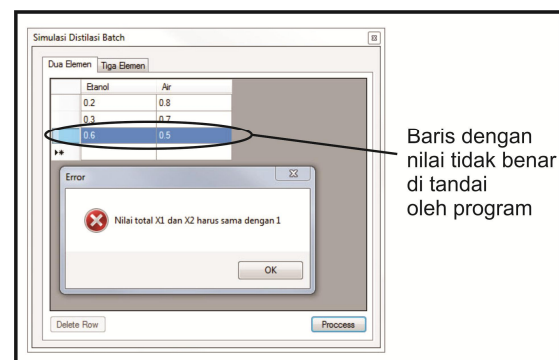 Simulasi Distilasi Batch
Dua Elemen Tiga Elemen
Etanol Air
0.2 0.8
0.3 0.7
0.6 0.5
Error
Nilai total X1 dan X2 harus sama dengan 1
OK
Delete Row Proccess
Baris dengan
nilai tidak benar
di tandai
oleh program